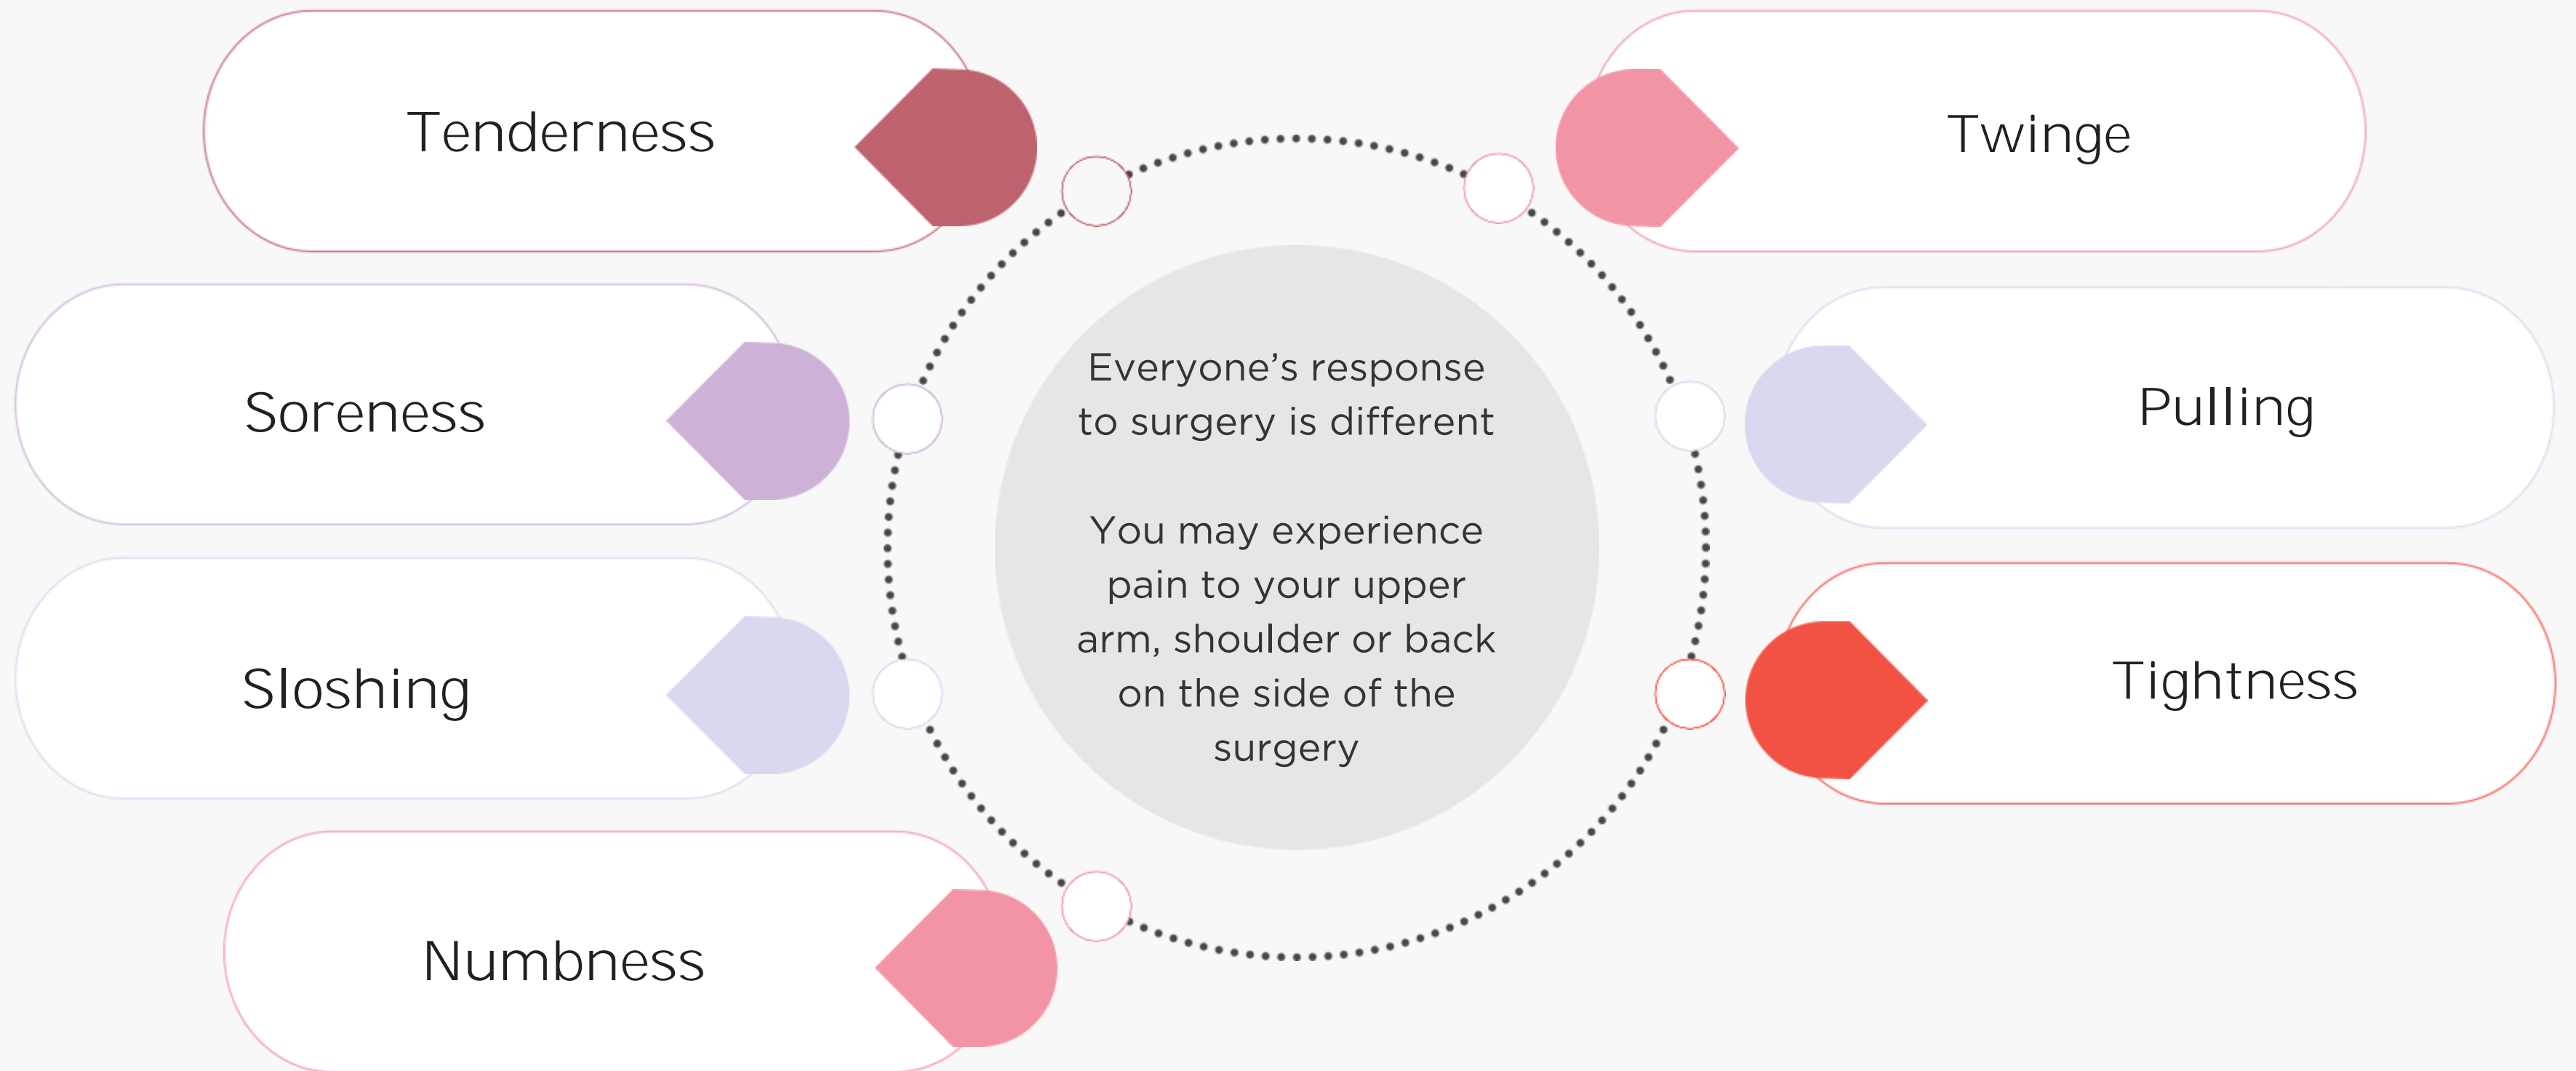 Tenderness
Soreness
Sloshing
Numbness
Everyone's response
to surgery is different
You may experience
pain to your upper
arm, shoulder or back
on the side of the
surgery
Twinge
Pulling
Tightness